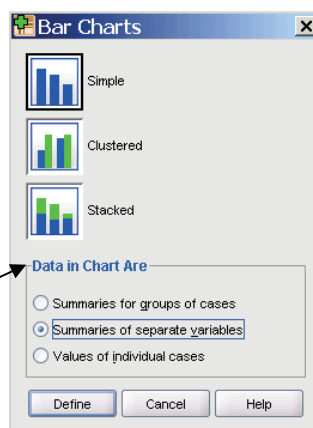 Bar Charts
Simple
Clustered
Stacked
Data in Chart Are
Summaries for groups of cases
Summaries of separate variables
Values of individual cases
Define Cancel Help